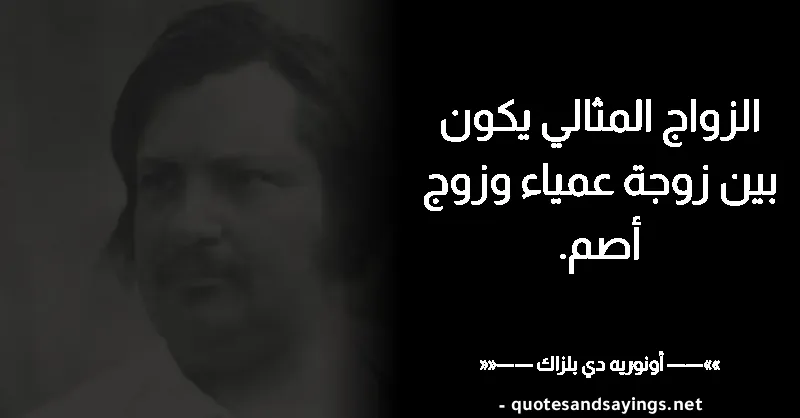 الزواج المثالي يكون
بين زوجة عمياء وزوج
أصم.
»»—— أونوريه دي بلزاك ——««
- quotesandsayings.net